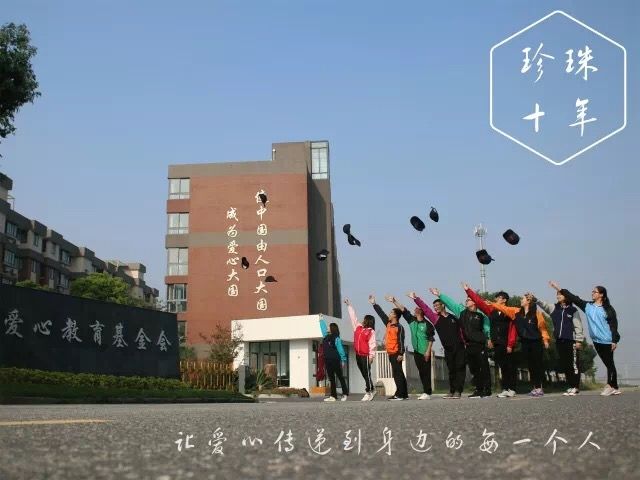 珍珠
十年
使中国由人口大国
成为爱心大国
爱心教育基金会
让爱心传递到身边的每一个人